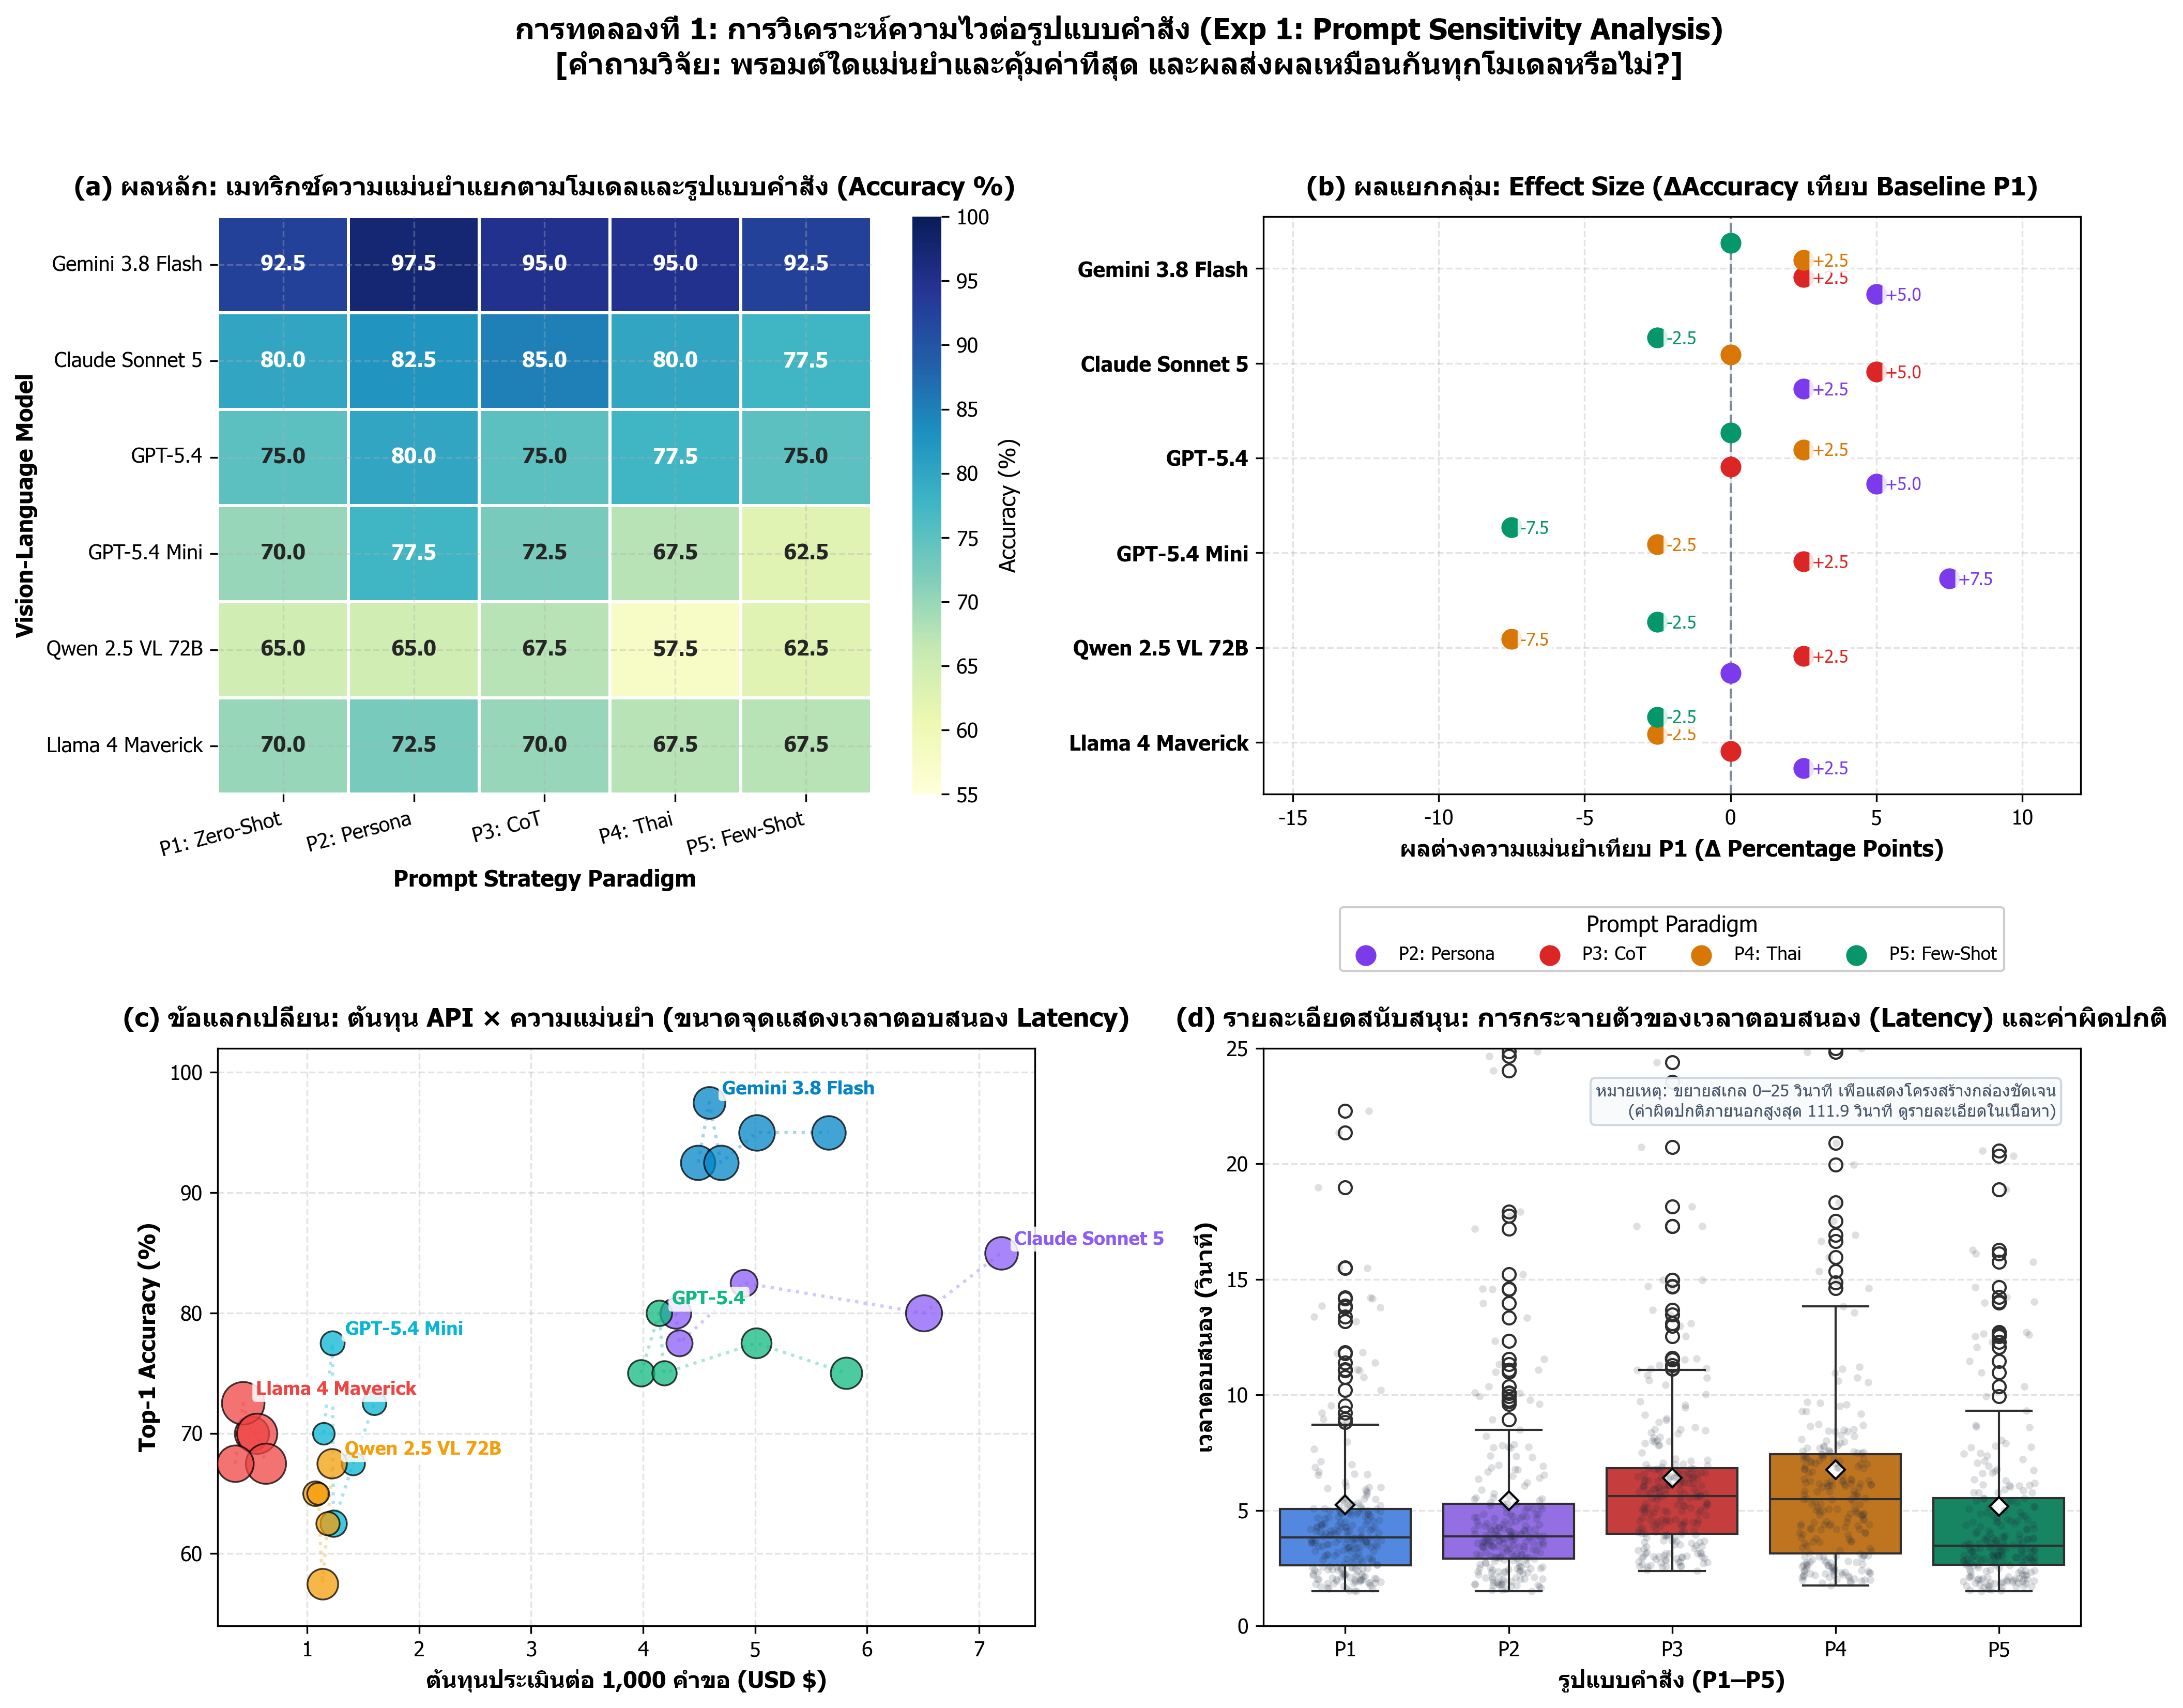 การทดลองที่ 1: การวิเคราะห์ความไวต่อรูปแบบคำสั่ง (Exp 1: Prompt Sensitivity Analysis)
[คำถามวิจัย: พรอมต์ใดแม่นยำและคุ้มค่าที่สุด และผลส่งผลเหมือนกันทุกโมเดลหรือไม่?]
(a) ผลหลัก: เมทริกซ์ความแม่นยำแยกตามโมเดลและรูปแบบคำสั่ง (Accuracy %)
Vision-Language Model
Gemini 3.8 Flash 92.5 97.5 95.0 95.0 92.5
Claude Sonnet 5 80.0 82.5 85.0 80.0 77.5
GPT-5.4 75.0 80.0 75.0 77.5 75.0
GPT-5.4 Mini 70.0 77.5 72.5 67.5 62.5
Qwen 2.5 VL 72B 65.0 65.0 67.5 57.5 62.5
Llama 4 Maverick 70.0 72.5 70.0 67.5 67.5
P1: Zero-Shot P2: Persona P3: CoT P4: Thai P5: Few-Shot
Prompt Strategy Paradigm
100
95
90
85
80
75
70
65
60
55
Accuracy (%)
(b) ผลแยกกลุ่ม: Effect Size (ΔAccuracy เทียบ Baseline P1)
Gemini 3.8 Flash
+2.5
+2.5
+5.0
Claude Sonnet 5
-2.5
+5.0
+2.5
GPT-5.4
+2.5
+5.0
GPT-5.4 Mini
-7.5
-2.5
+2.5
+7.5
Qwen 2.5 VL 72B
-2.5
-7.5
+2.5
Llama 4 Maverick
-2.5
-2.5
+2.5
-15 -10 -5 0 5 10
ผลต่างความแม่นยำเทียบ P1 (Δ Percentage Points)
Prompt Paradigm
P2: Persona P3: CoT P4: Thai P5: Few-Shot
(c) ข้อแลกเปลี่ยน: ต้นทุน API × ความแม่นยำ (ขนาดจุดแสดงเวลาตอบสนอง Latency)
Top-1 Accuracy (%)
100
90
80
70
60
Gemini 3.8 Flash
Claude Sonnet 5
GPT-5.4
GPT-5.4 Mini
Llama 4 Maverick
Qwen 2.5 VL 72B
1 2 3 4 5 6 7
ต้นทุนประเมินต่อ 1,000 คำขอ (USD $)
(d) รายละเอียดสนับสนุน: การกระจายตัวของเวลาตอบสนอง (Latency) และค่าผิดปกติ
เวลาตอบสนอง (วินาที)
25
20
15
10
5
0
หมายเหตุ: ขยายสเกล 0–25 วินาที เพื่อแสดงโครงสร้างกล่องชัดเจน
(ค่าผิดปกติภายนอกสูงสุด 111.9 วินาที ดูรายละเอียดในเนื้อหา)
P1 P2 P3 P4 P5
รูปแบบคำสั่ง (P1–P5)